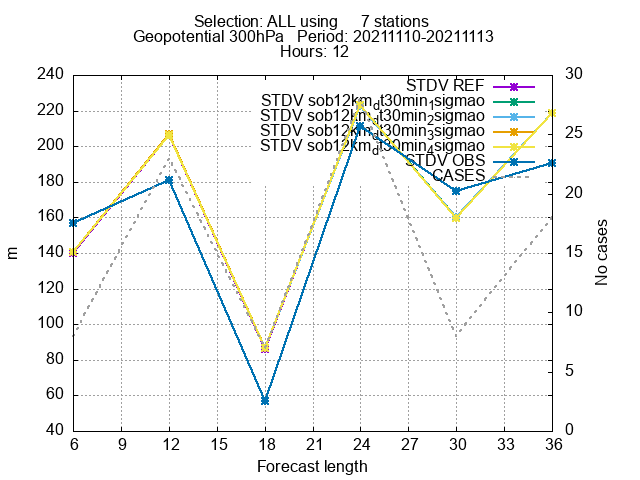 Selection: ALL using 7 stations
Geopotential 300hPa Period: 20211110-20211113
Hours: 12
STDV REF
STDV sob12km_dt30min_1sigmao
STDV sob12km_dt30min_2sigmao
STDV sob12km_dt30min_3sigmao
STDV sob12km_dt30min_4sigmao
STDV OBS
CASES
240
220
200
180
160
140
120
100
80
60
40
m
30
25
20
15
10
5
0
No cases
6 9 12 15 18 21 24 27 30 33 36
Forecast length